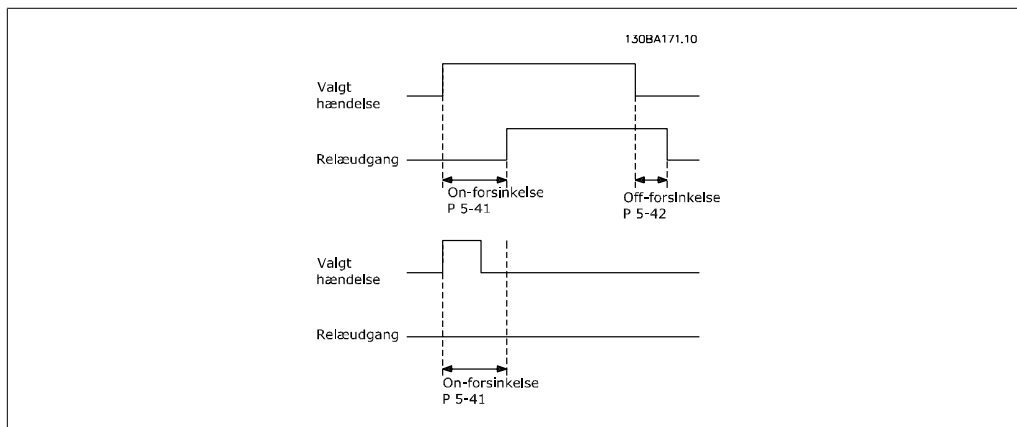 130BA171.10
Valgt
hændelse
Relæudgang
On-forsinkelse
P 5-41
Off-forsinkelse
P 5-42
Valgt
hændelse
Relæudgang
On-forsinkelse
P 5-41